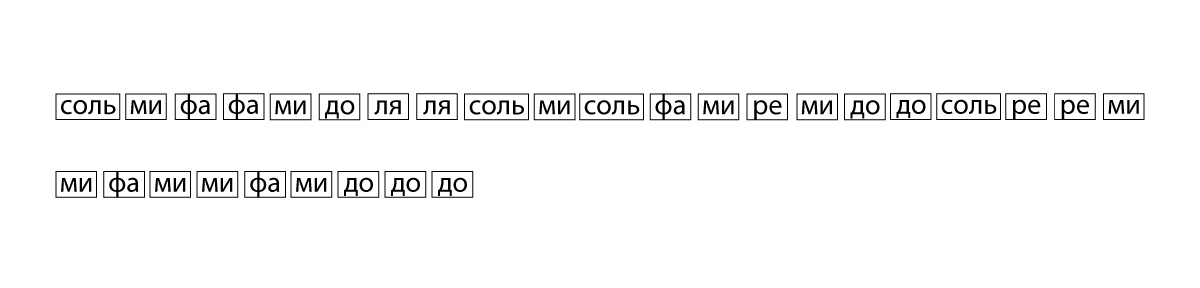 соль ми фа фа ми до ля ля соль ми соль фа ми ре ми до до соль ре ре ми
ми фа ми ми фа ми до до до